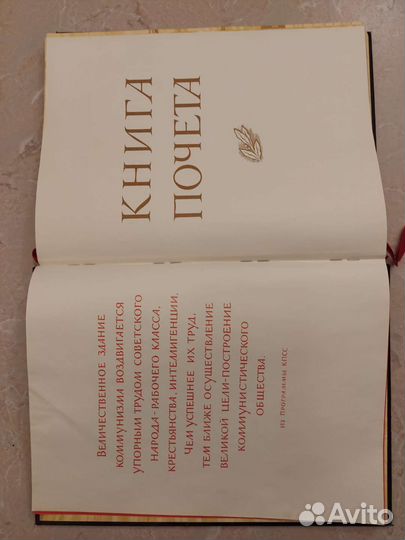 Величественное здание
коммунизма воздвигается
упорным трудом советского
народа-рабочего класса,
крестьянства, интеллигенции.
Чем успешнее их труд,
тем ближе осуществление
великой цели-построение
коммунистического
общества.
Из Программы КПСС
КНИГА
ПОЧЕТА
Avito